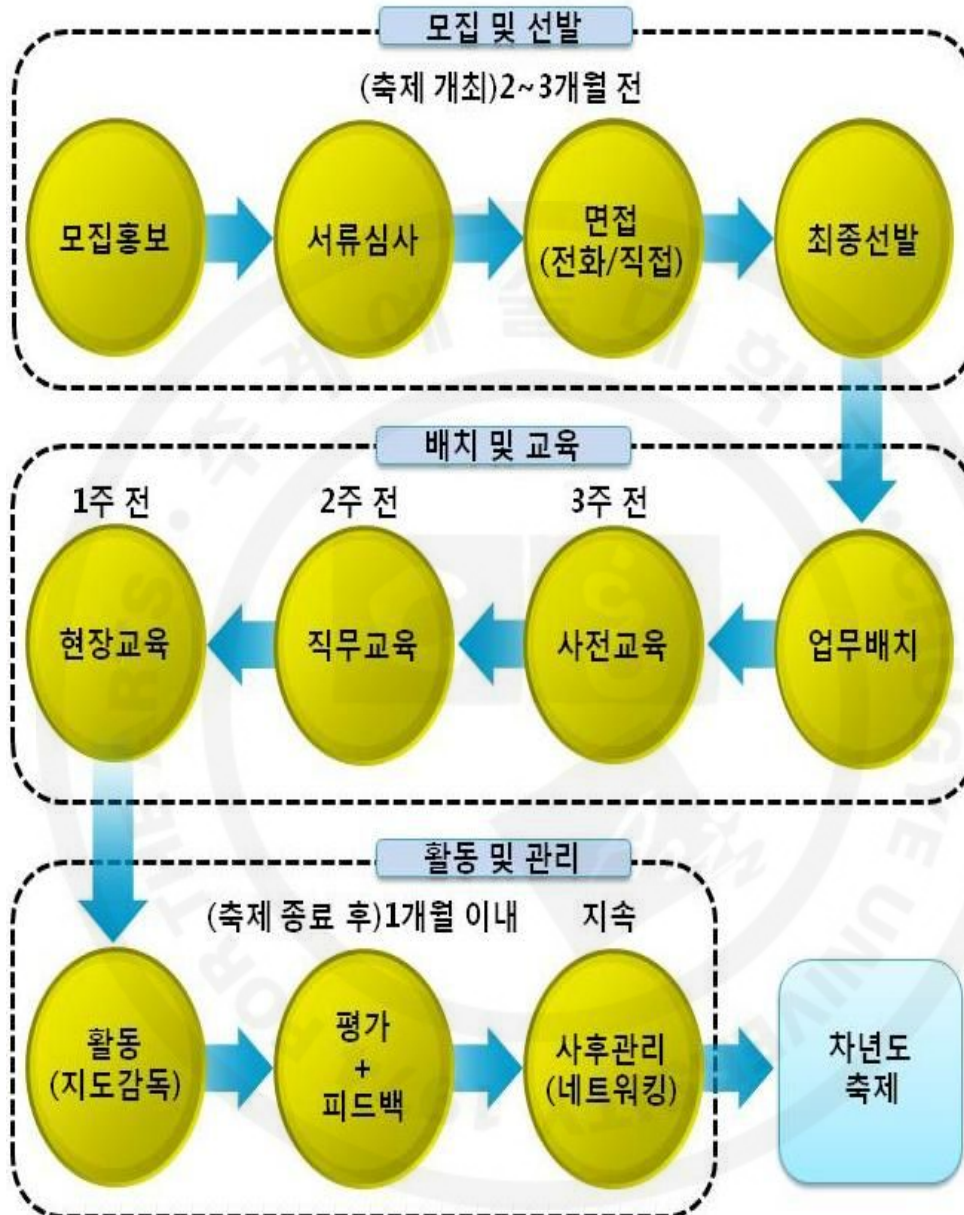 모집 및 선발
(축제 개최)2~3개월 전
모집홍보
서류심사
면접
(전화/직접)
최종선발
배치 및 교육
1주 전
2주 전
3주 전
현장교육
직무교육
사전교육
업무배치
활동 및 관리
(축제 종료 후)1개월 이내
지속
활동
(지도감독)
평가
+
피드백
사후관리
(네트워킹)
차년도
축제